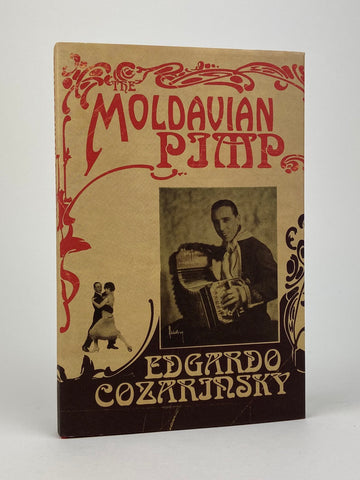 THE
MOLDAVIAN
PIMP
EDGARDO
COZARINSKY